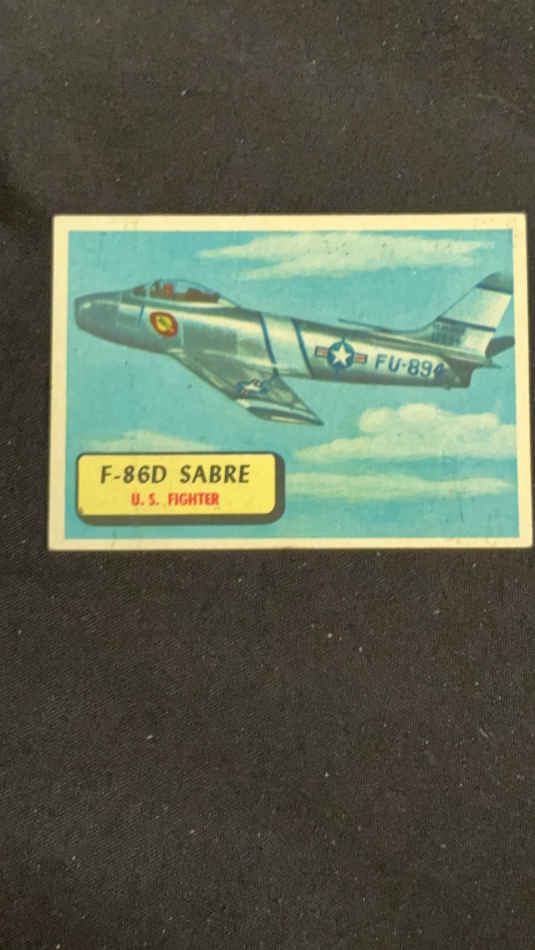 FU-894
F-86D SABRE
U. S. FIGHTER